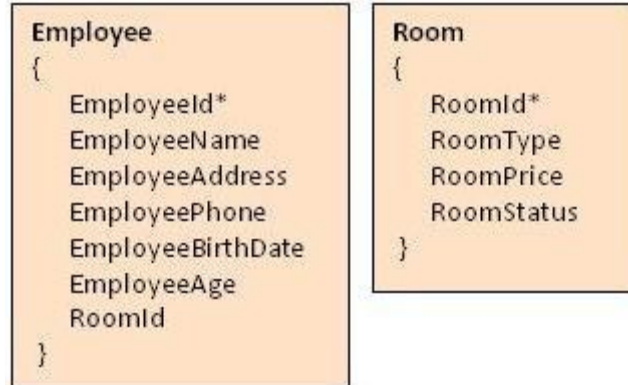 Employee
{
EmployeeId*
EmployeeName
EmployeeAddress
EmployeePhone
EmployeeBirthDate
EmployeeAge
RoomId
}
Room
{
RoomId*
RoomType
RoomPrice
RoomStatus
}